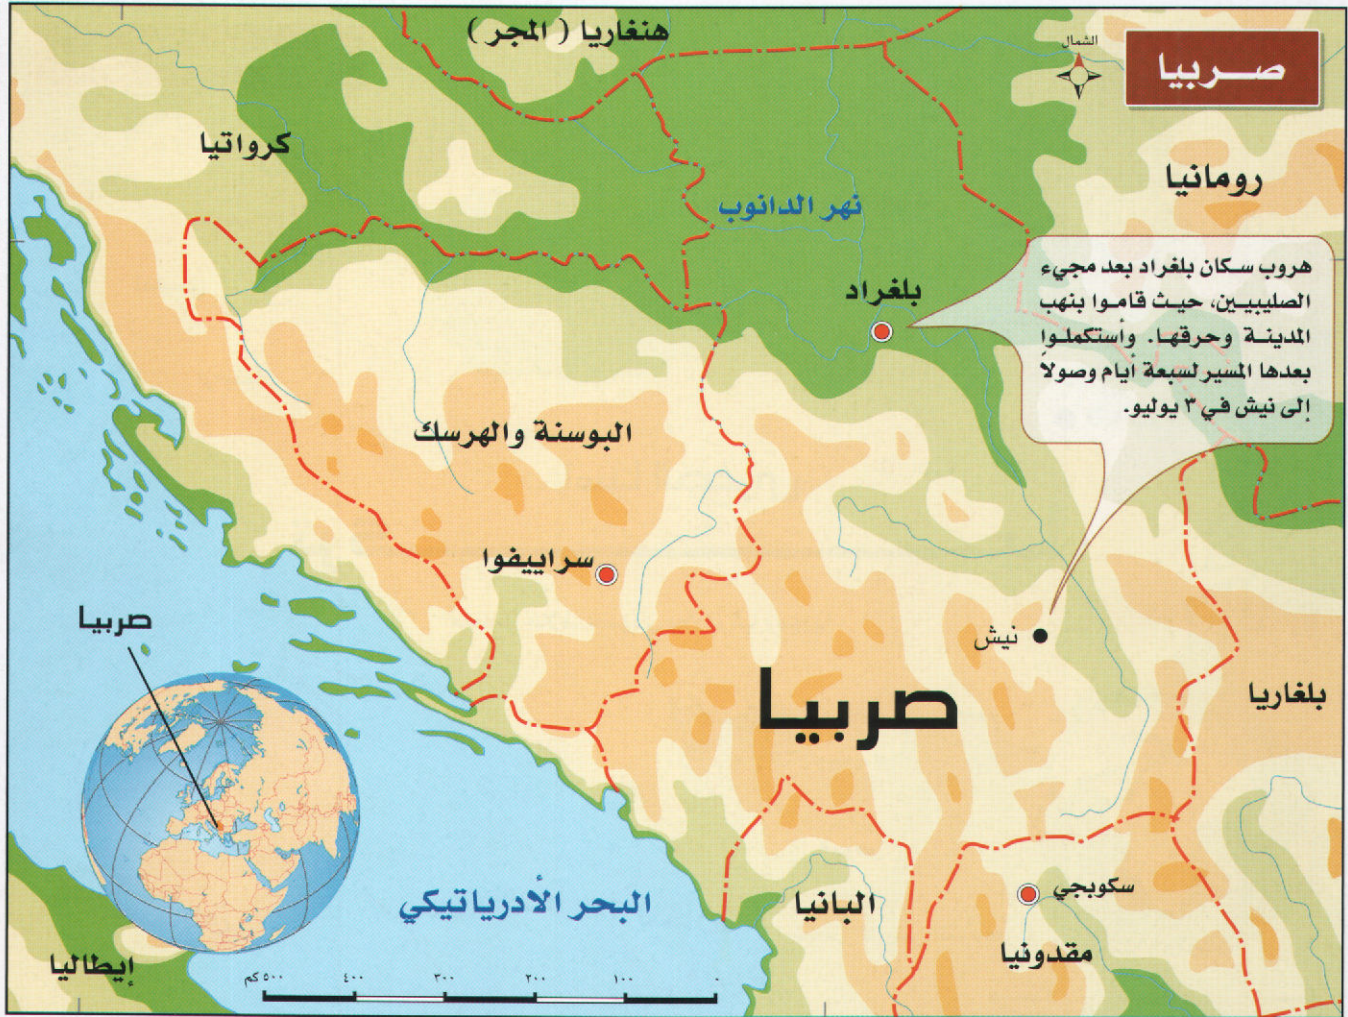 صربيا
الشمال
هنغاريا ( المجر )
كرواتيا
رومانيا
نهر الدانوب
هروب سكان بلغراد بعد مجيء
الصليبيين، حيث قاموا بنهب
المدينة وحرقها. وأستكملوا
بعدها المسير لسبعة أيام وصولاً
إلى نيش في ٣ يوليو.
بلغراد
البوسنة والهرسك
سراييفوا
صربيا
نيش
صربيا
بلغاريا
سكوبجي
البانيا
البحر الأدرياتيكي
مقدونيا
إيطاليا
٠ ١٠٠ ٢٠٠ ٣٠٠ ٤٠٠ ٥٠٠ كم